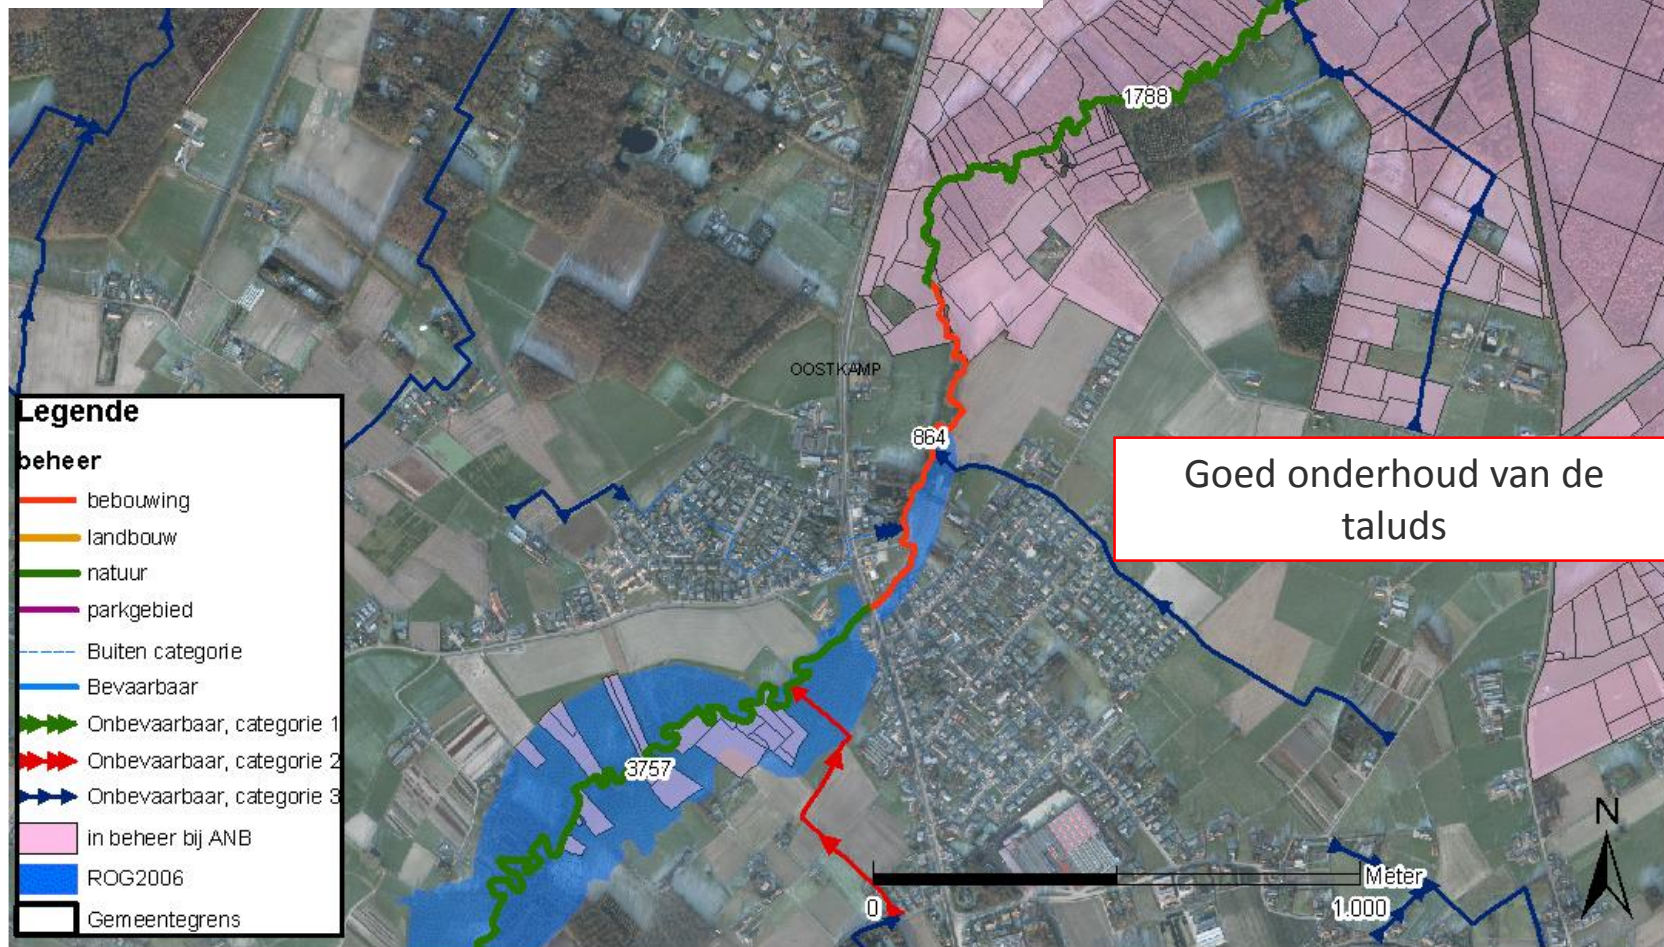 1788
OOSTKAMP
864
Goed onderhoud van de
taluds
3757
Legende
beheer
bebouwing
landbouw
natuur
parkgebied
Buiten categorie
Bevaarbaar
Onbevaarbaar, categorie 1
Onbevaarbaar, categorie 2
Onbevaarbaar, categorie 3
in beheer bij ANB
ROG2006
Gemeentegrens
N
Meter
0
1.000